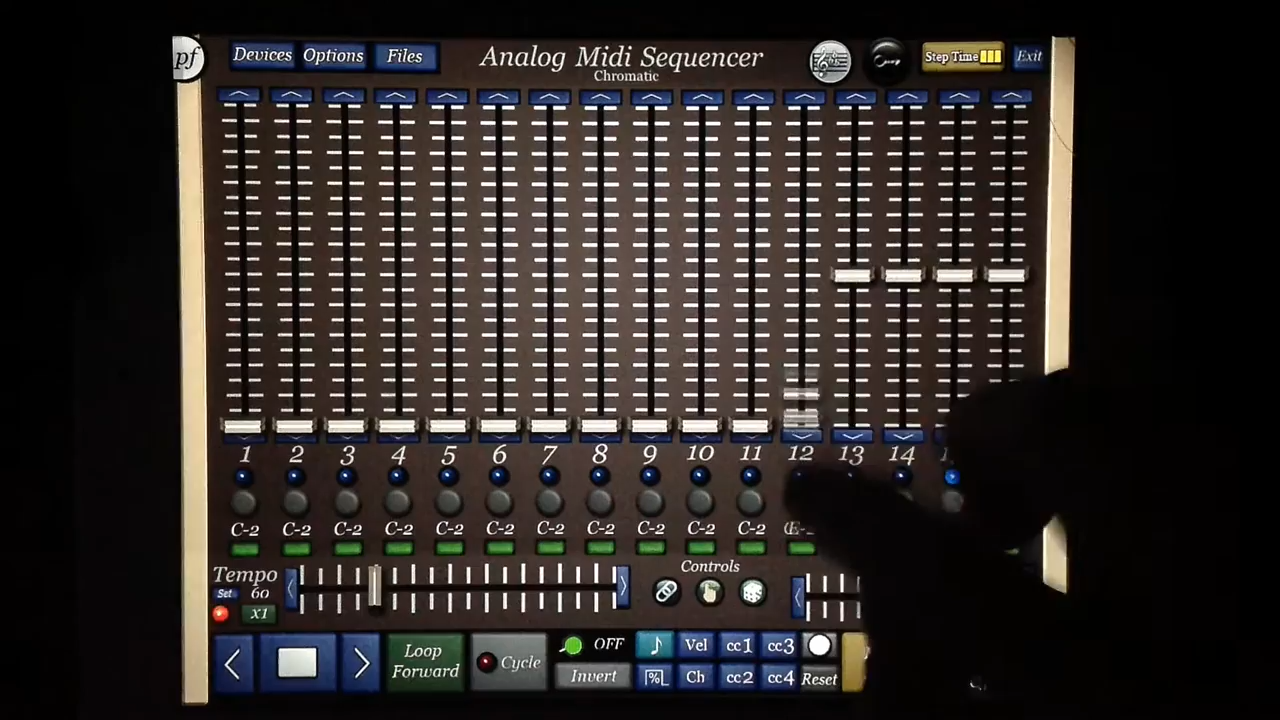 pf
Devices Options Files Analog Midi Sequencer Step Time Exit
Chromatic
1 2 3 4 5 6 7 8 9 10 11 12 13 14
C-2 C-2 C-2 C-2 C-2 C-2 C-2 C-2 C-2 C-2 C-2
Tempo
Set 60
x1
Controls
Loop Forward
Cycle
OFF
Invert
Vel cc1 cc3
Ch cc2 cc4 Reset